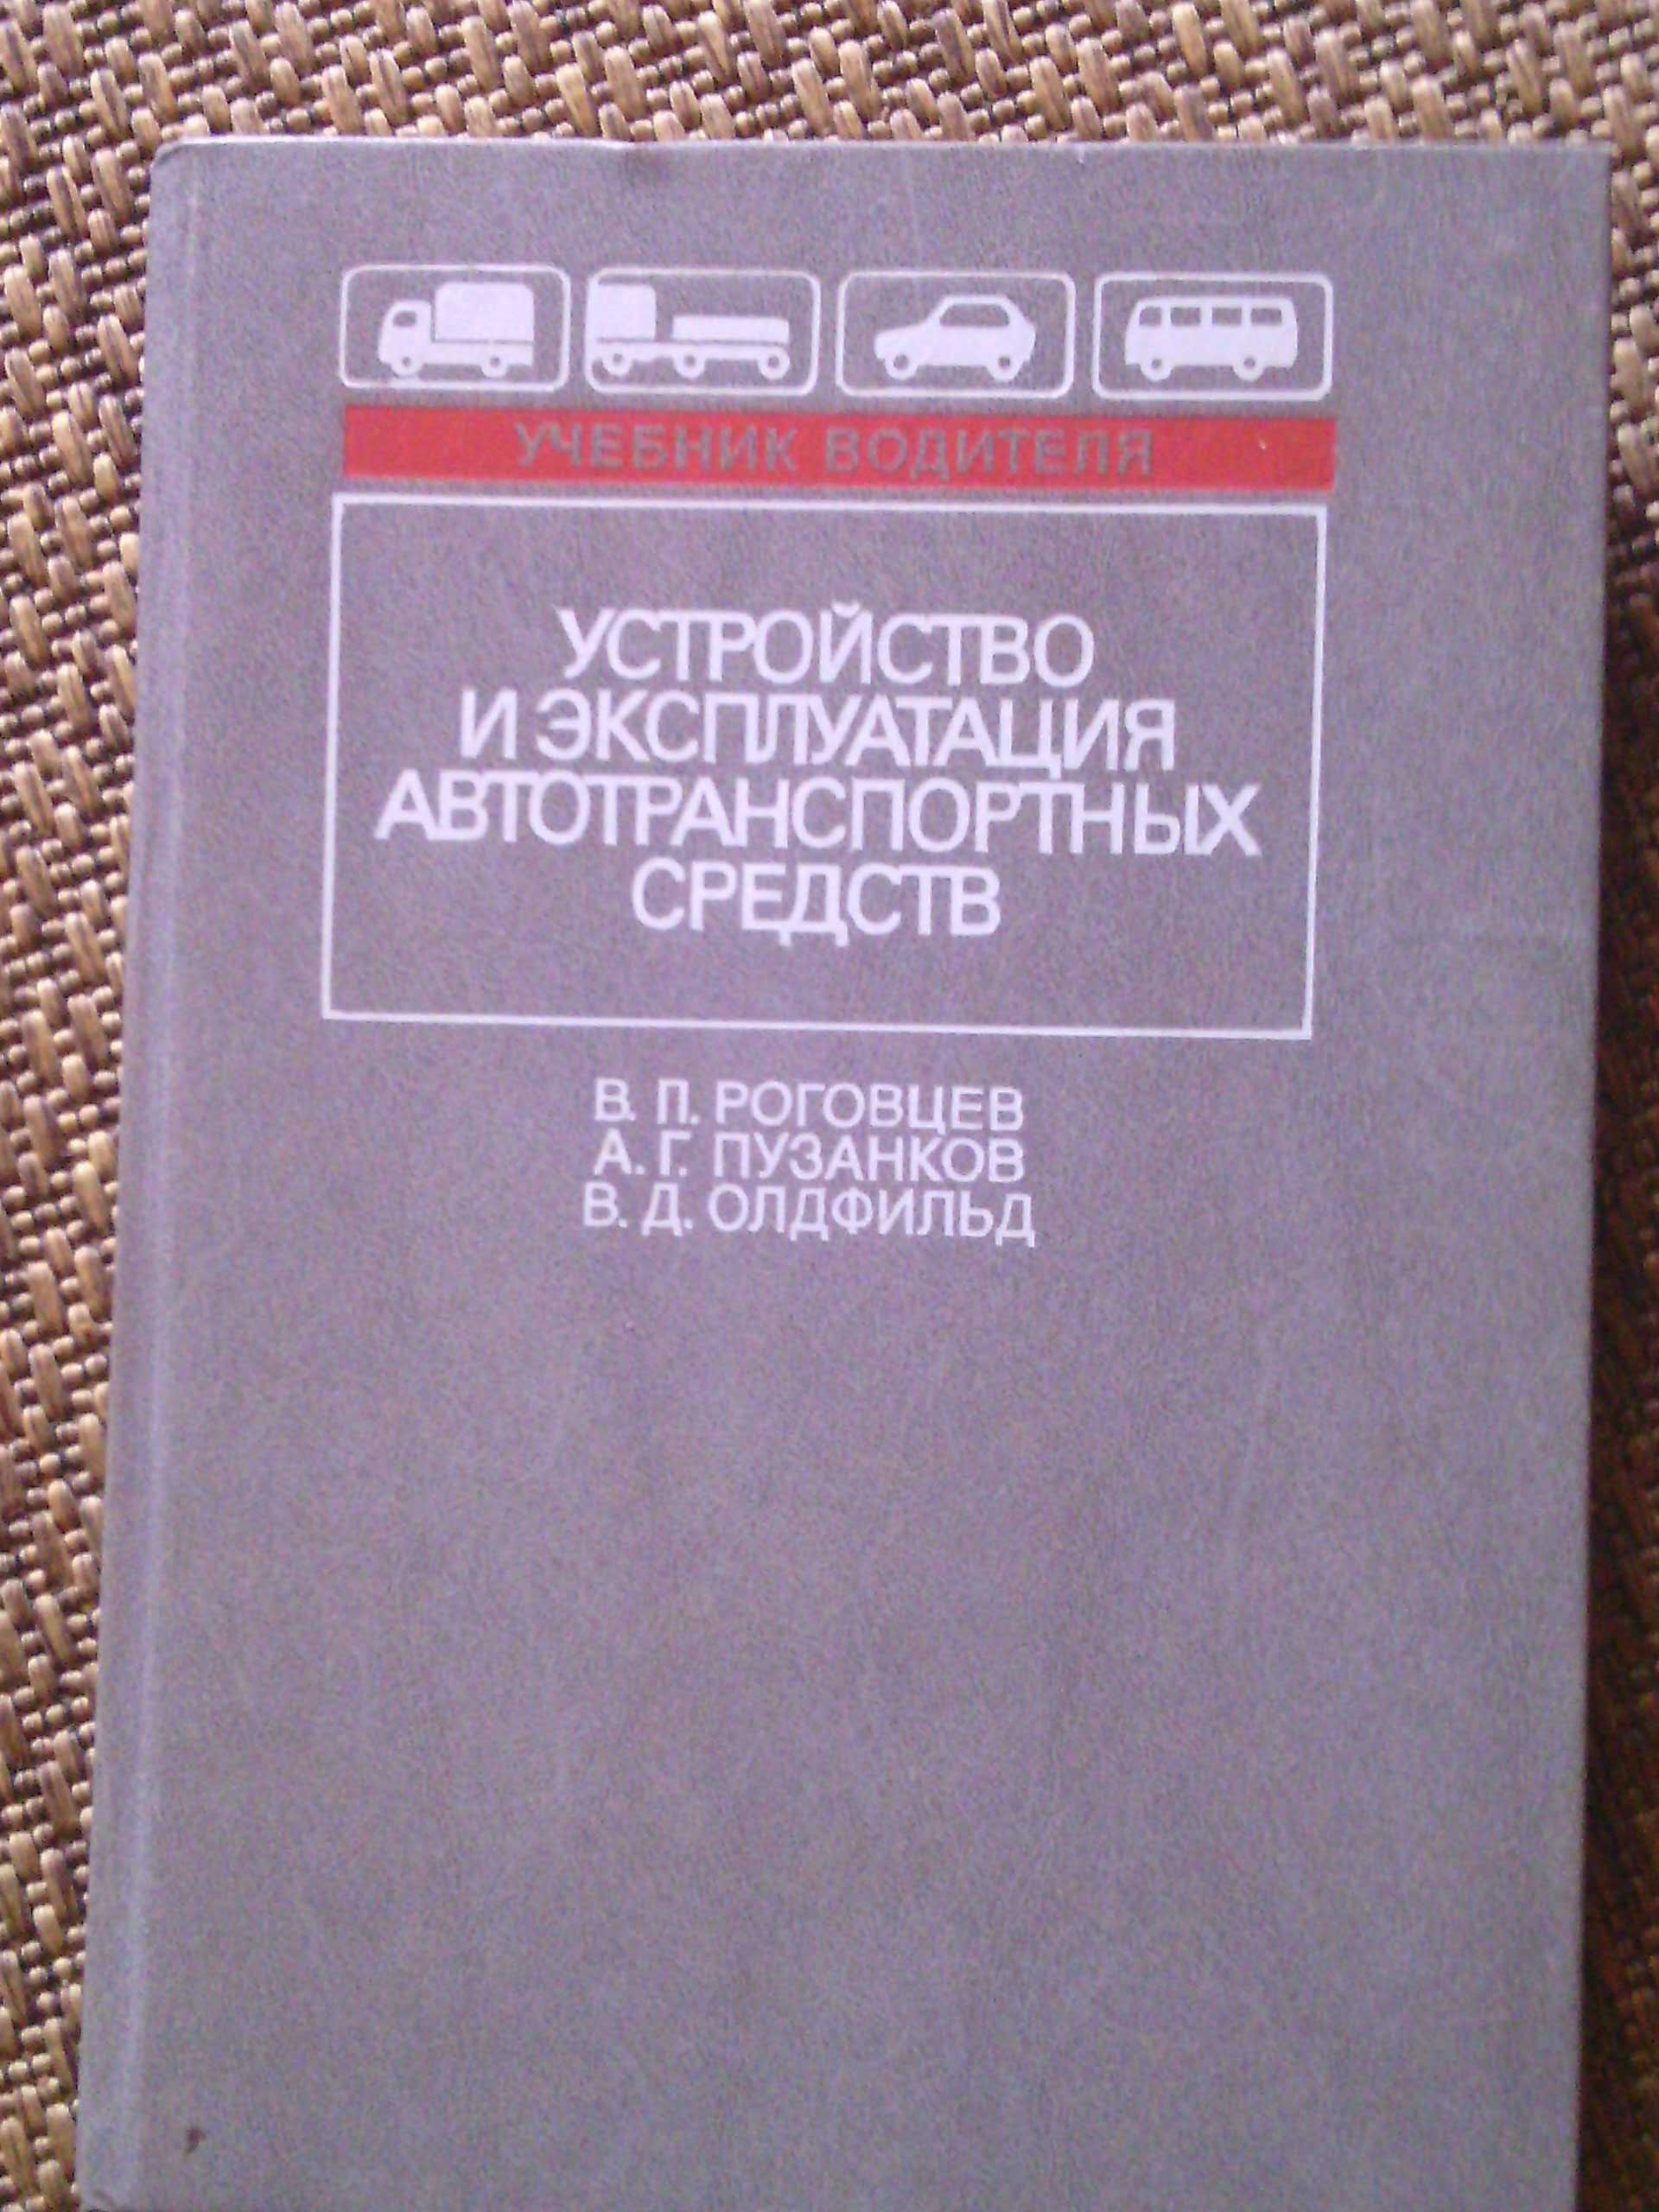 УЧЕБНИК ВОДИТЕЛЯ
УСТРОЙСТВО
И ЭКСПЛУАТАЦИЯ
АВТОТРАНСПОРТНЫХ
СРЕДСТВ
В. П. РОГОВЦЕВ
А. Г. ПУЗАНКОВ
В. Д. ОЛДФИЛЬД